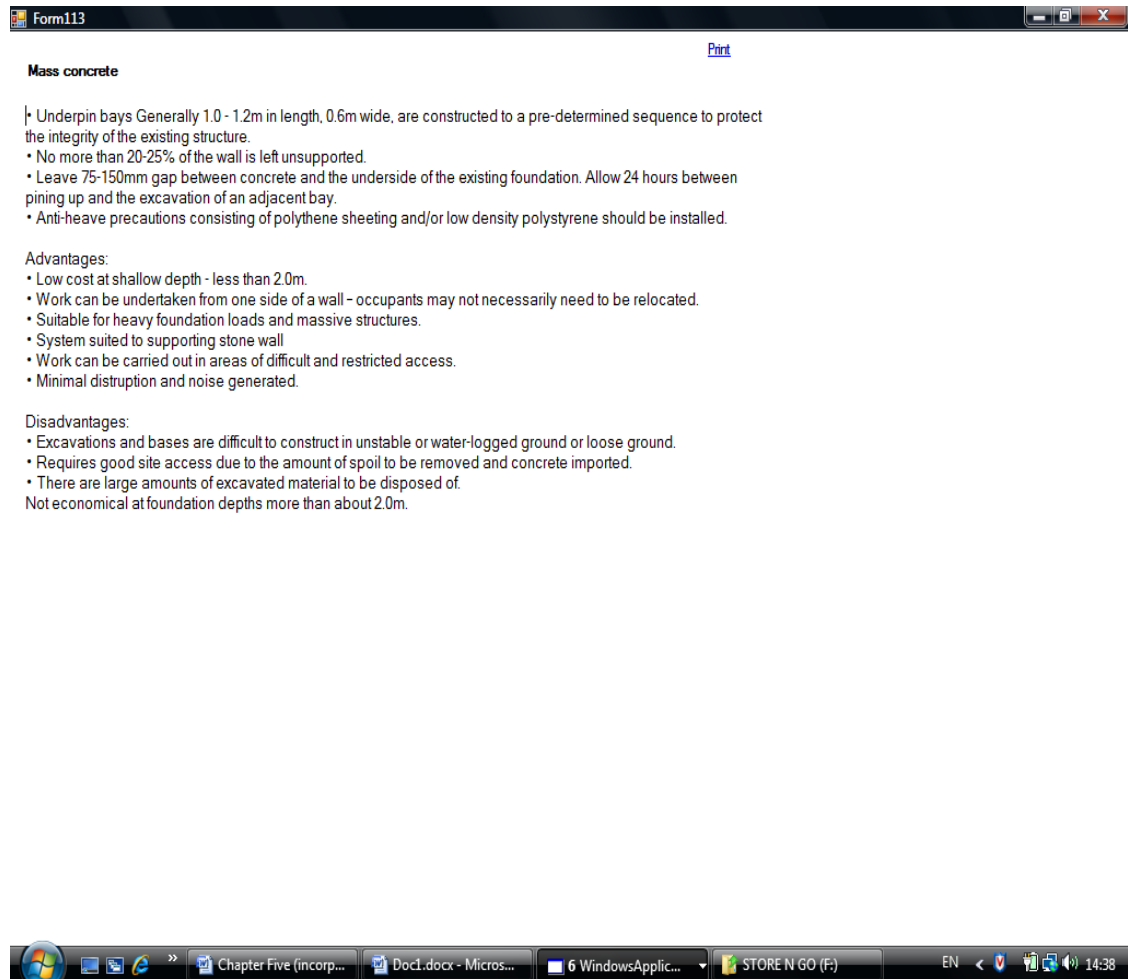 Form113
Print
Mass concrete
• Underpin bays Generally 1.0 - 1.2m in length, 0.6m wide, are constructed to a pre-determined sequence to protect
the integrity of the existing structure.
• No more than 20-25% of the wall is left unsupported.
• Leave 75-150mm gap between concrete and the underside of the existing foundation. Allow 24 hours between
pining up and the excavation of an adjacent bay.
• Anti-heave precautions consisting of polythene sheeting and/or low density polystyrene should be installed.
Advantages:
• Low cost at shallow depth - less than 2.0m.
• Work can be undertaken from one side of a wall – occupants may not necessarily need to be relocated.
• Suitable for heavy foundation loads and massive structures.
• System suited to supporting stone wall
• Work can be carried out in areas of difficult and restricted access.
• Minimal distruption and noise generated.
Disadvantages:
• Excavations and bases are difficult to construct in unstable or water-logged ground or loose ground.
• Requires good site access due to the amount of spoil to be removed and concrete imported.
• There are large amounts of excavated material to be disposed of.
Not economical at foundation depths more than about 2.0m.
» Chapter Five (incorp... Doc1.docx - Micros... 6 WindowsApplic... STORE N GO (F:) EN < 14:38